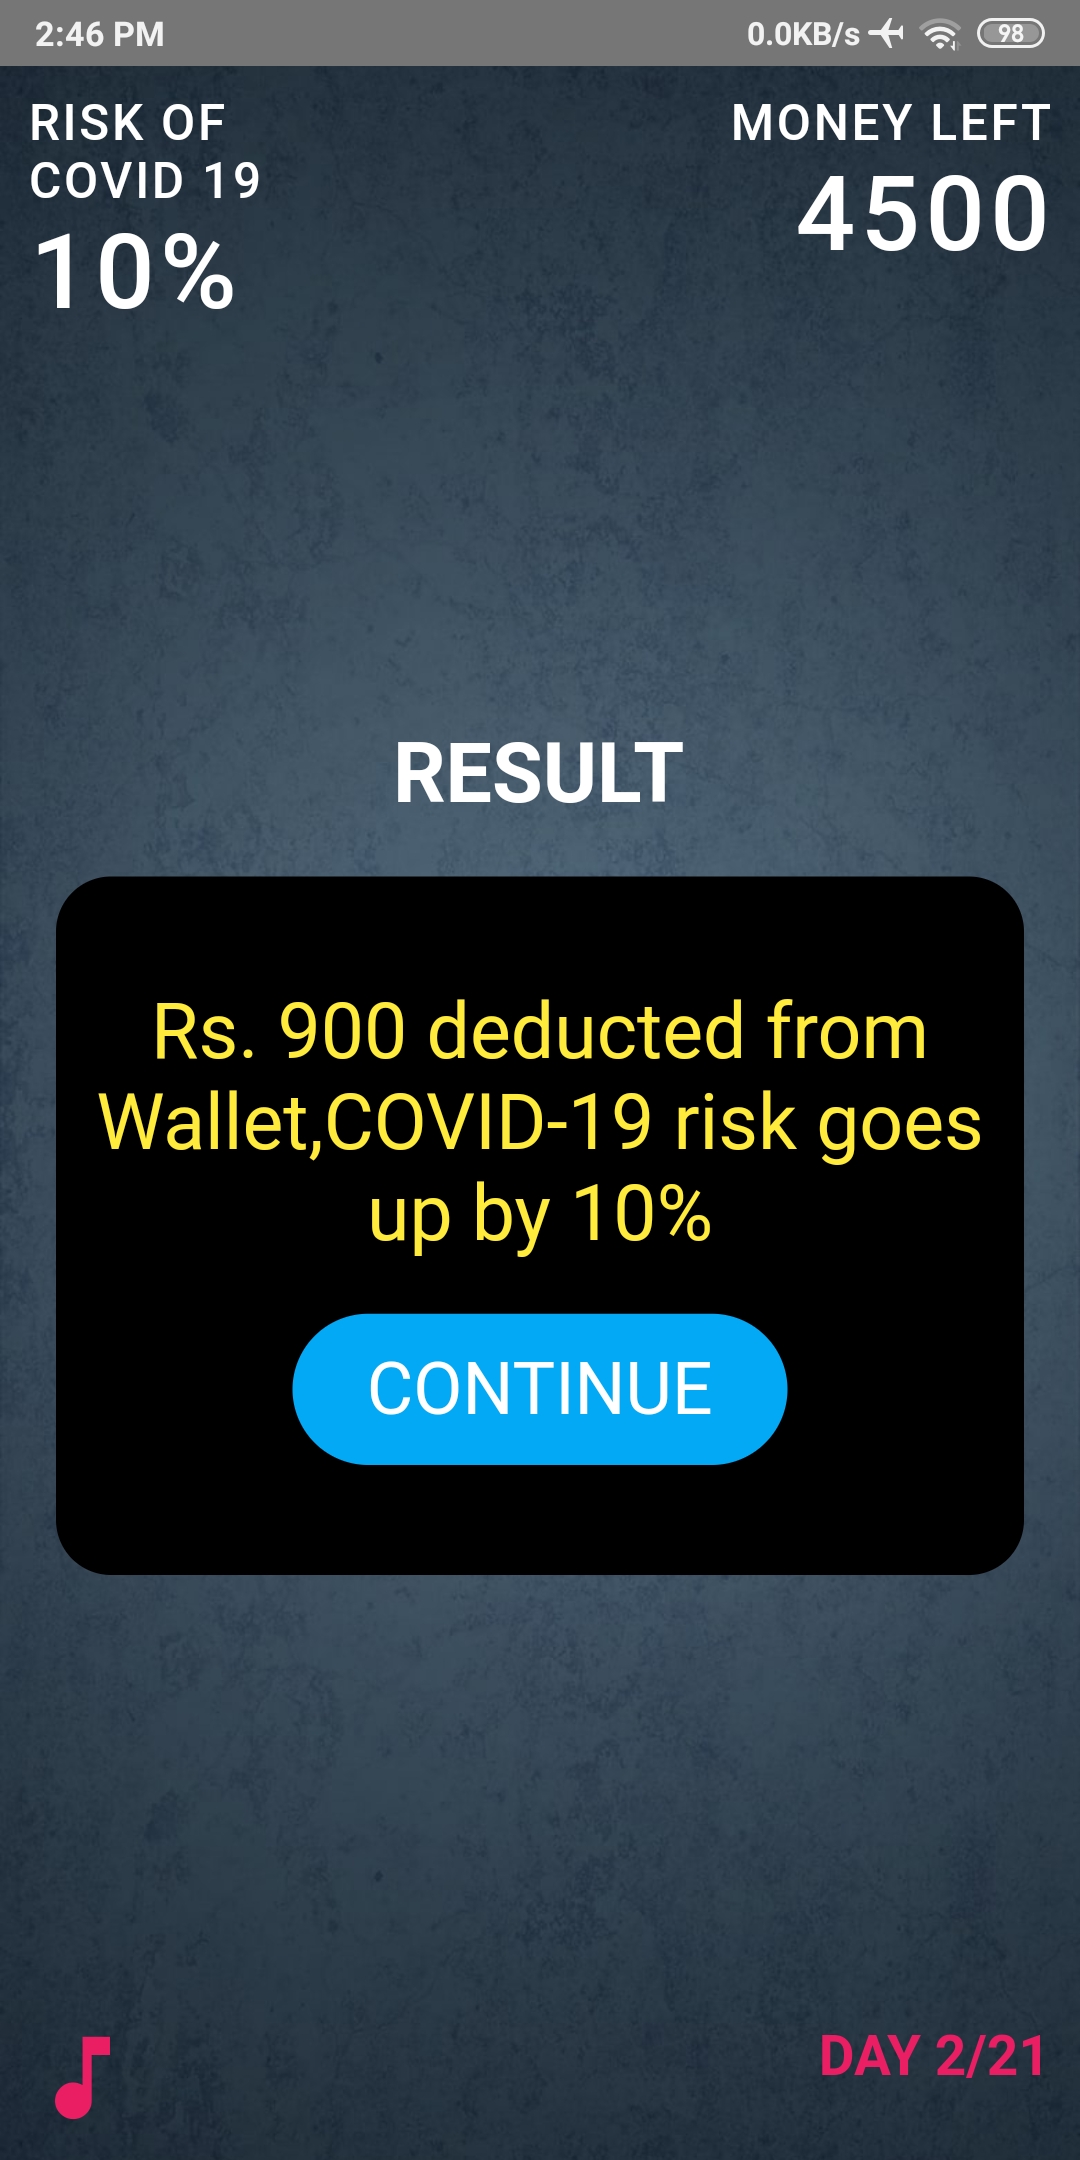 2:46 PM 0.0KB/s 98
RISK OF
COVID 19
10%
MONEY LEFT
4500
RESULT
Rs. 900 deducted from
Wallet,COVID-19 risk goes
up by 10%
CONTINUE
DAY 2/21